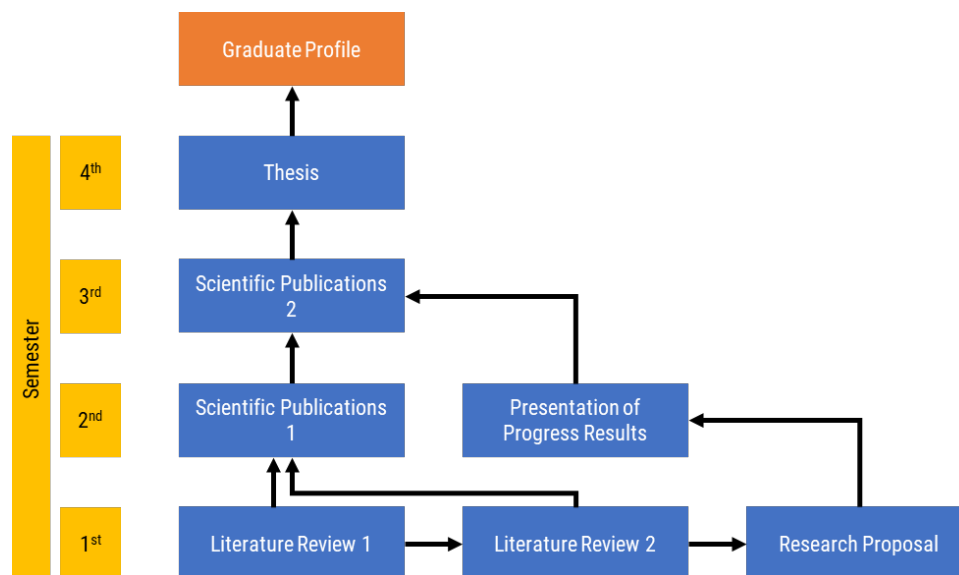 Graduate Profile
4th
Thesis
3rd
Scientific Publications
2
Semester
2nd
Scientific Publications
1
Presentation of
Progress Results
1st
Literature Review 1
Literature Review 2
Research Proposal